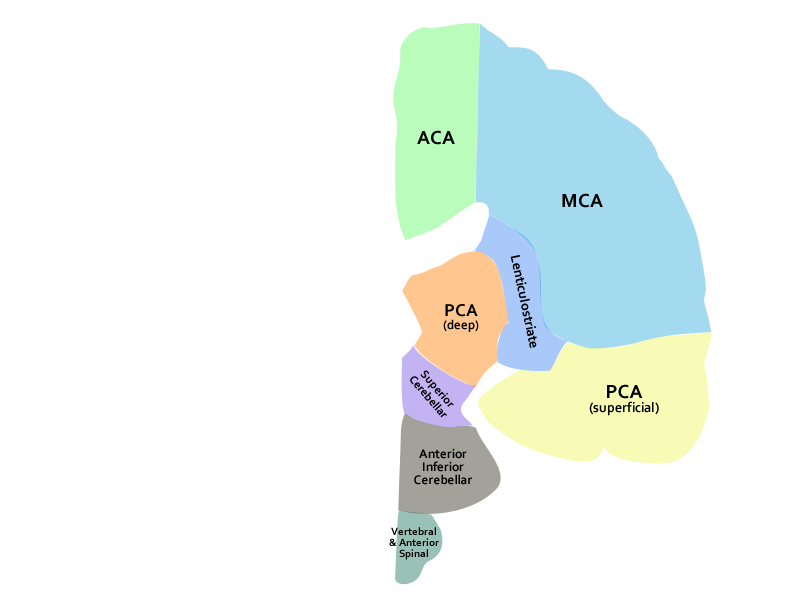 ACA
MCA
Lenticulostriate
PCA
(deep)
Superior
Cerebellar
PCA
(superficial)
Anterior
Inferior
Cerebellar
Vertebral
& Anterior
Spinal